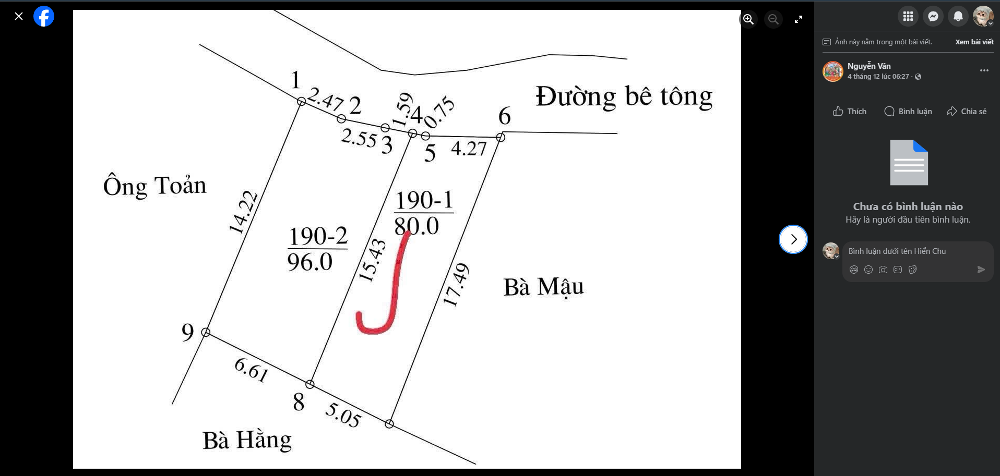 Ảnh này nằm trong một bài viết.
Xem bài viết
Nguyễn Vân
4 tháng 12 lúc 06:27 ·
Thích
Bình luận
Chia sẻ
Chưa có bình luận nào
Hãy là người đầu tiên bình luận.
Bình luận dưới tên Hiển Chu
GIF
1
2.47
2
1.59
4
0.75
6
Đường bê tông
2.55
3
5
4.27
Ông Toản
14.22
190-1
80.0
190-2
96.0
15.43
17.49
Bà Mậu
9
6.61
8
5.05
Bà Hằng